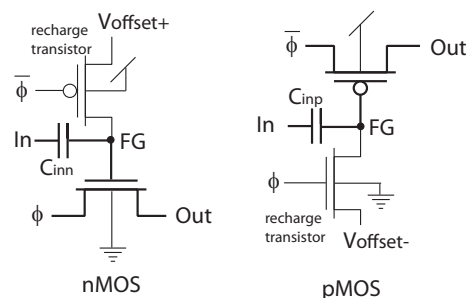 Voffset+
recharge
transistor
ϕ̅
In
FG
Cinn
ϕ
Out
nMOS
ϕ̅
Out
Cinp
In
FG
ϕ
recharge
transistor
Voffset-
pMOS